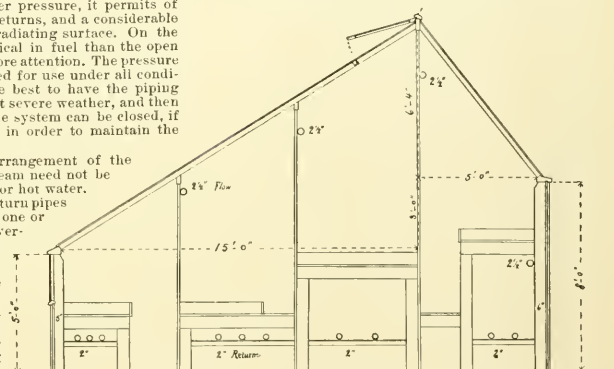 er pressure, it permits of
eturns, and a considerable
radiating surface. On the
ical in fuel than the open
ore attention. The pressure
ed for use under all condi-
e best to have the piping
t severe weather, and then
e system can be closed, if
in order to maintain the
rrangement of the
eam need not be
or hot water.
turn pipes
one or
ver-
2½"
6'-4"
2½"
2½" Flow
5'-0"
3'-0"
15'-0"
2½"
8'-0"
5'-0"
5"
4"
2"
2" Return
2"
2"